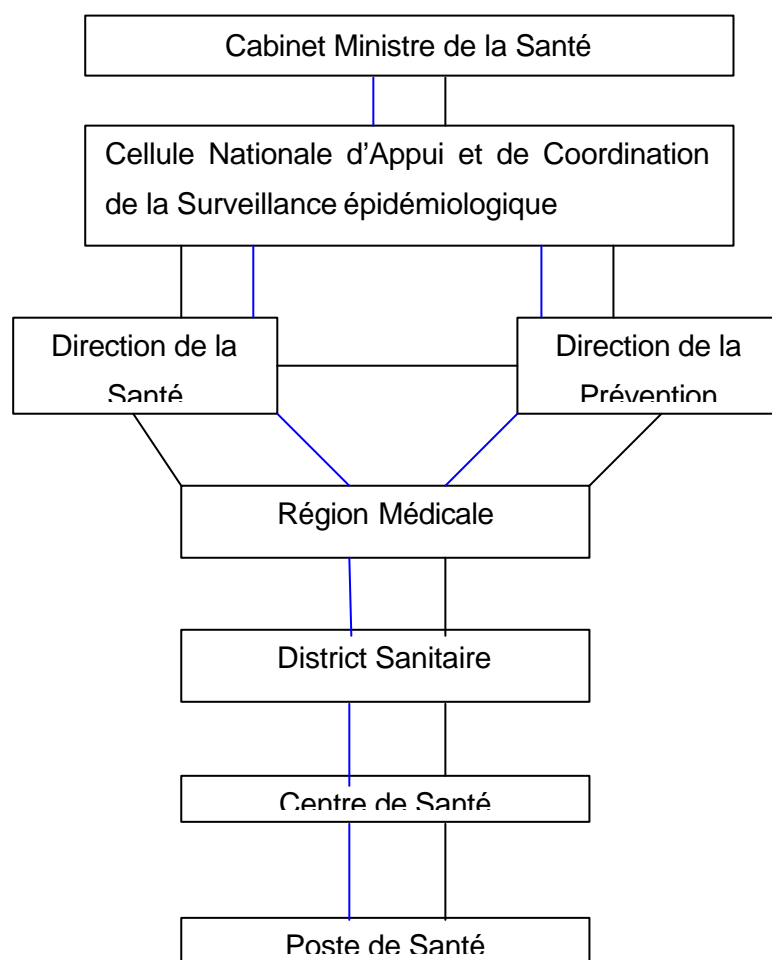 Cabinet Ministre de la Santé
Cellule Nationale d'Appui et de Coordination
de la Surveillance épidémiologique
Direction de la
Santé
Direction de la
Prévention
Région Médicale
District Sanitaire
Centre de Santé
Poste de Santé